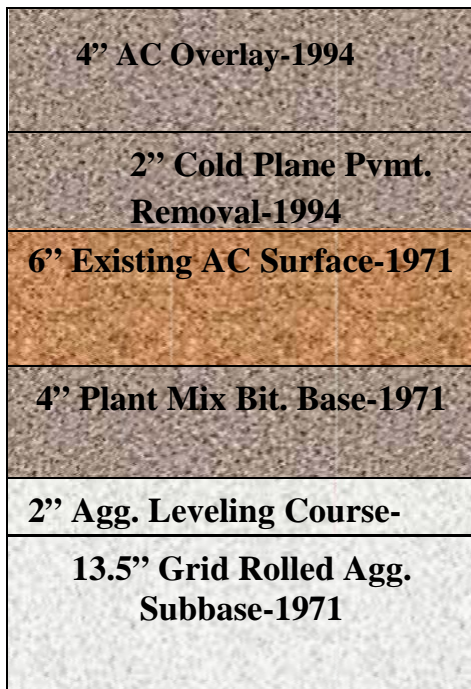 4” AC Overlay-1994
2” Cold Plane Pvmt.
Removal-1994
6” Existing AC Surface-1971
4” Plant Mix Bit. Base-1971
2” Agg. Leveling Course-
13.5” Grid Rolled Agg.
Subbase-1971